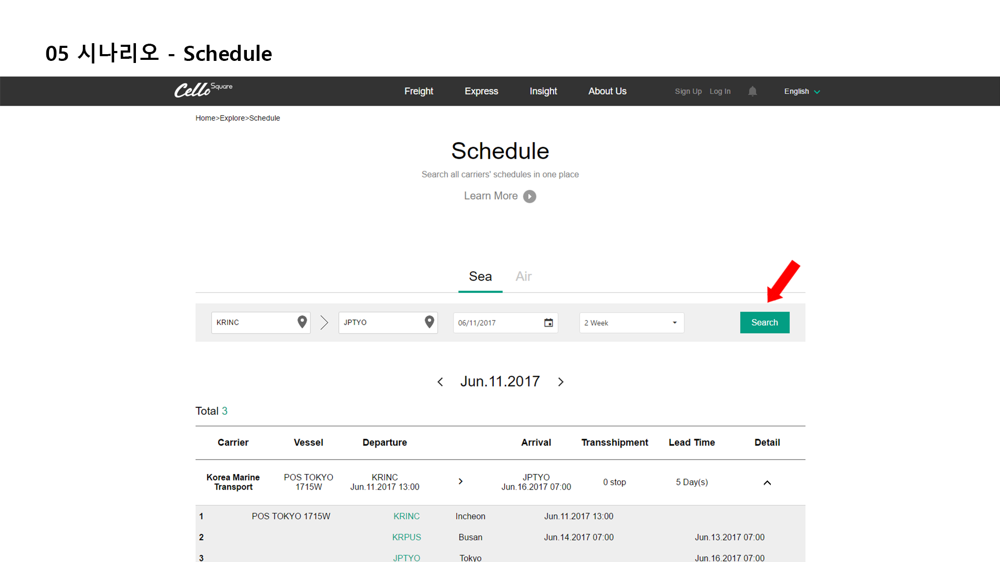 05 시나리오 - Schedule
Cello Square
Freight Express Insight About Us Sign Up Log In English
Home>Explore>Schedule
Schedule
Search all carriers' schedules in one place
Learn More
Sea Air
KRINC JPTYO 06/11/2017 2 Week Search
Jun.11.2017
Total 3
Carrier Vessel Departure Arrival Transshipment Lead Time Detail
Korea Marine POS TOKYO KRINC JPTYO
0 stop 5 Day(s)
Transport 1715W Jun.11.2017 13:00 Jun.16.2017 07:00
1 POS TOKYO 1715W KRINC Incheon Jun.11.2017 13:00
2 KRPUS Busan Jun.14.2017 07:00 Jun.13.2017 07:00
3 JPTYO Tokyo Jun.16.2017 07:00